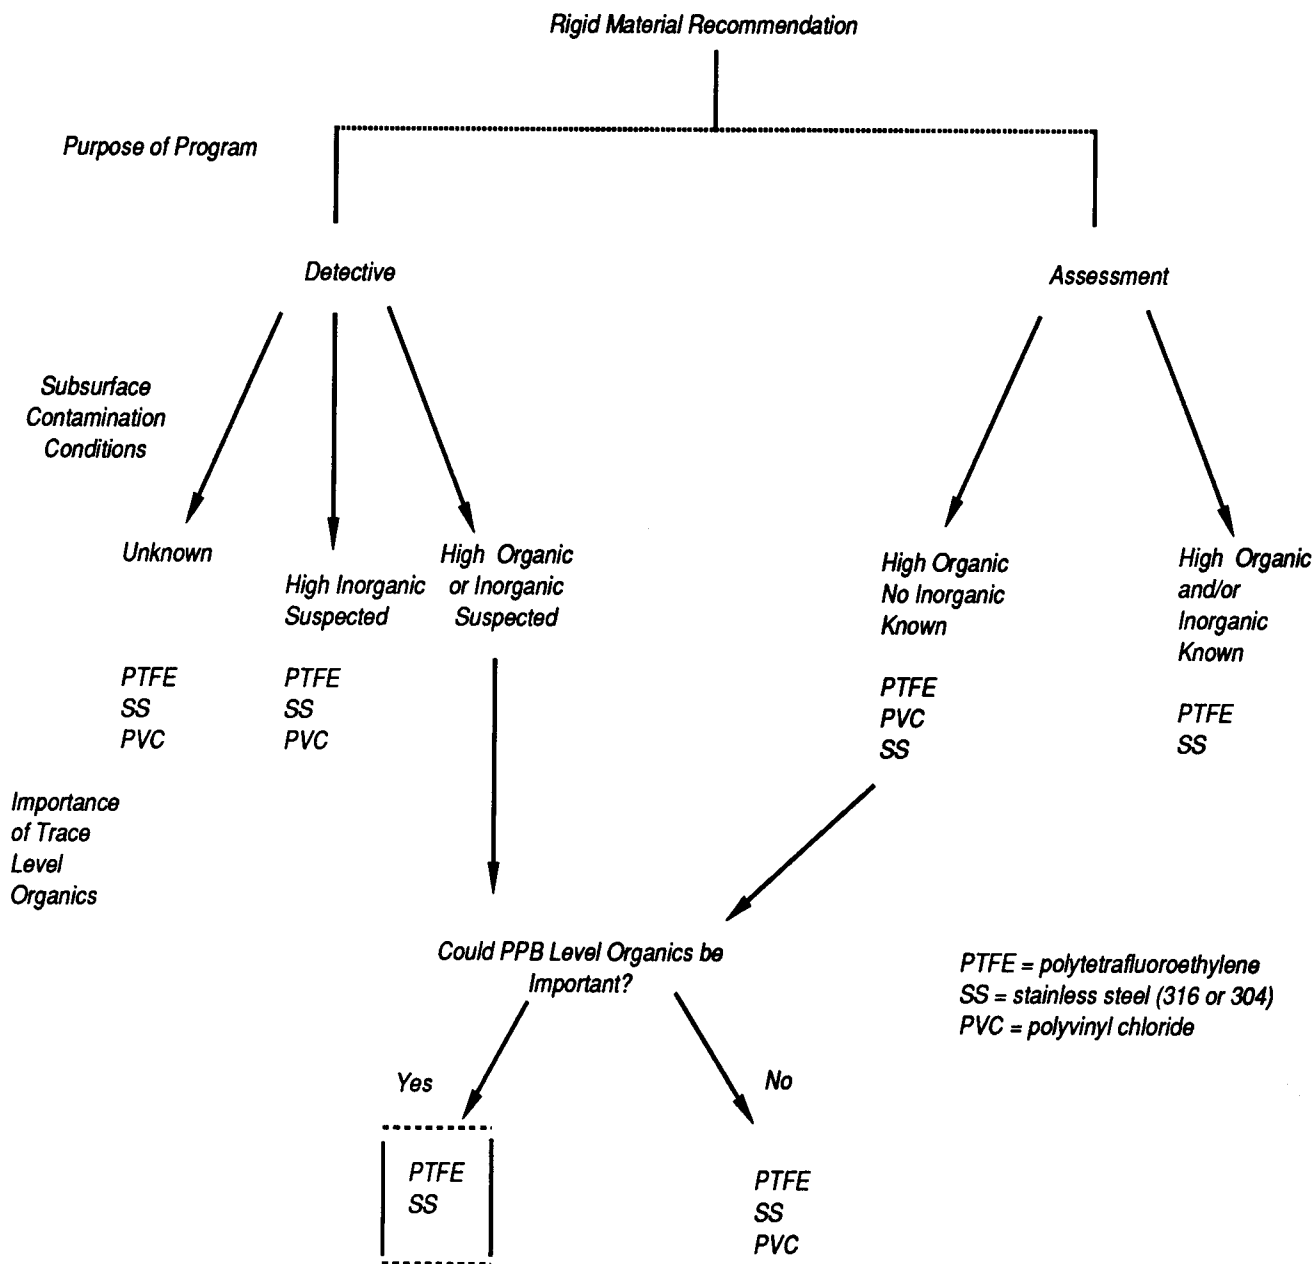 Rigid Material Recommendation
Purpose of Program
Detective
Assessment
Subsurface
Contamination
Conditions
Unknown
High Inorganic
Suspected
High Organic
or Inorganic
Suspected
High Organic
No Inorganic
Known
High Organic
and/or
Inorganic
Known
PTFE
SS
PVC
PTFE
SS
PVC
PTFE
PVC
SS
PTFE
SS
Importance
of Trace
Level
Organics
Could PPB Level Organics be
Important?
PTFE = polytetrafluoroethylene
SS = stainless steel (316 or 304)
PVC = polyvinyl chloride
Yes
No
PTFE
SS
PTFE
SS
PVC